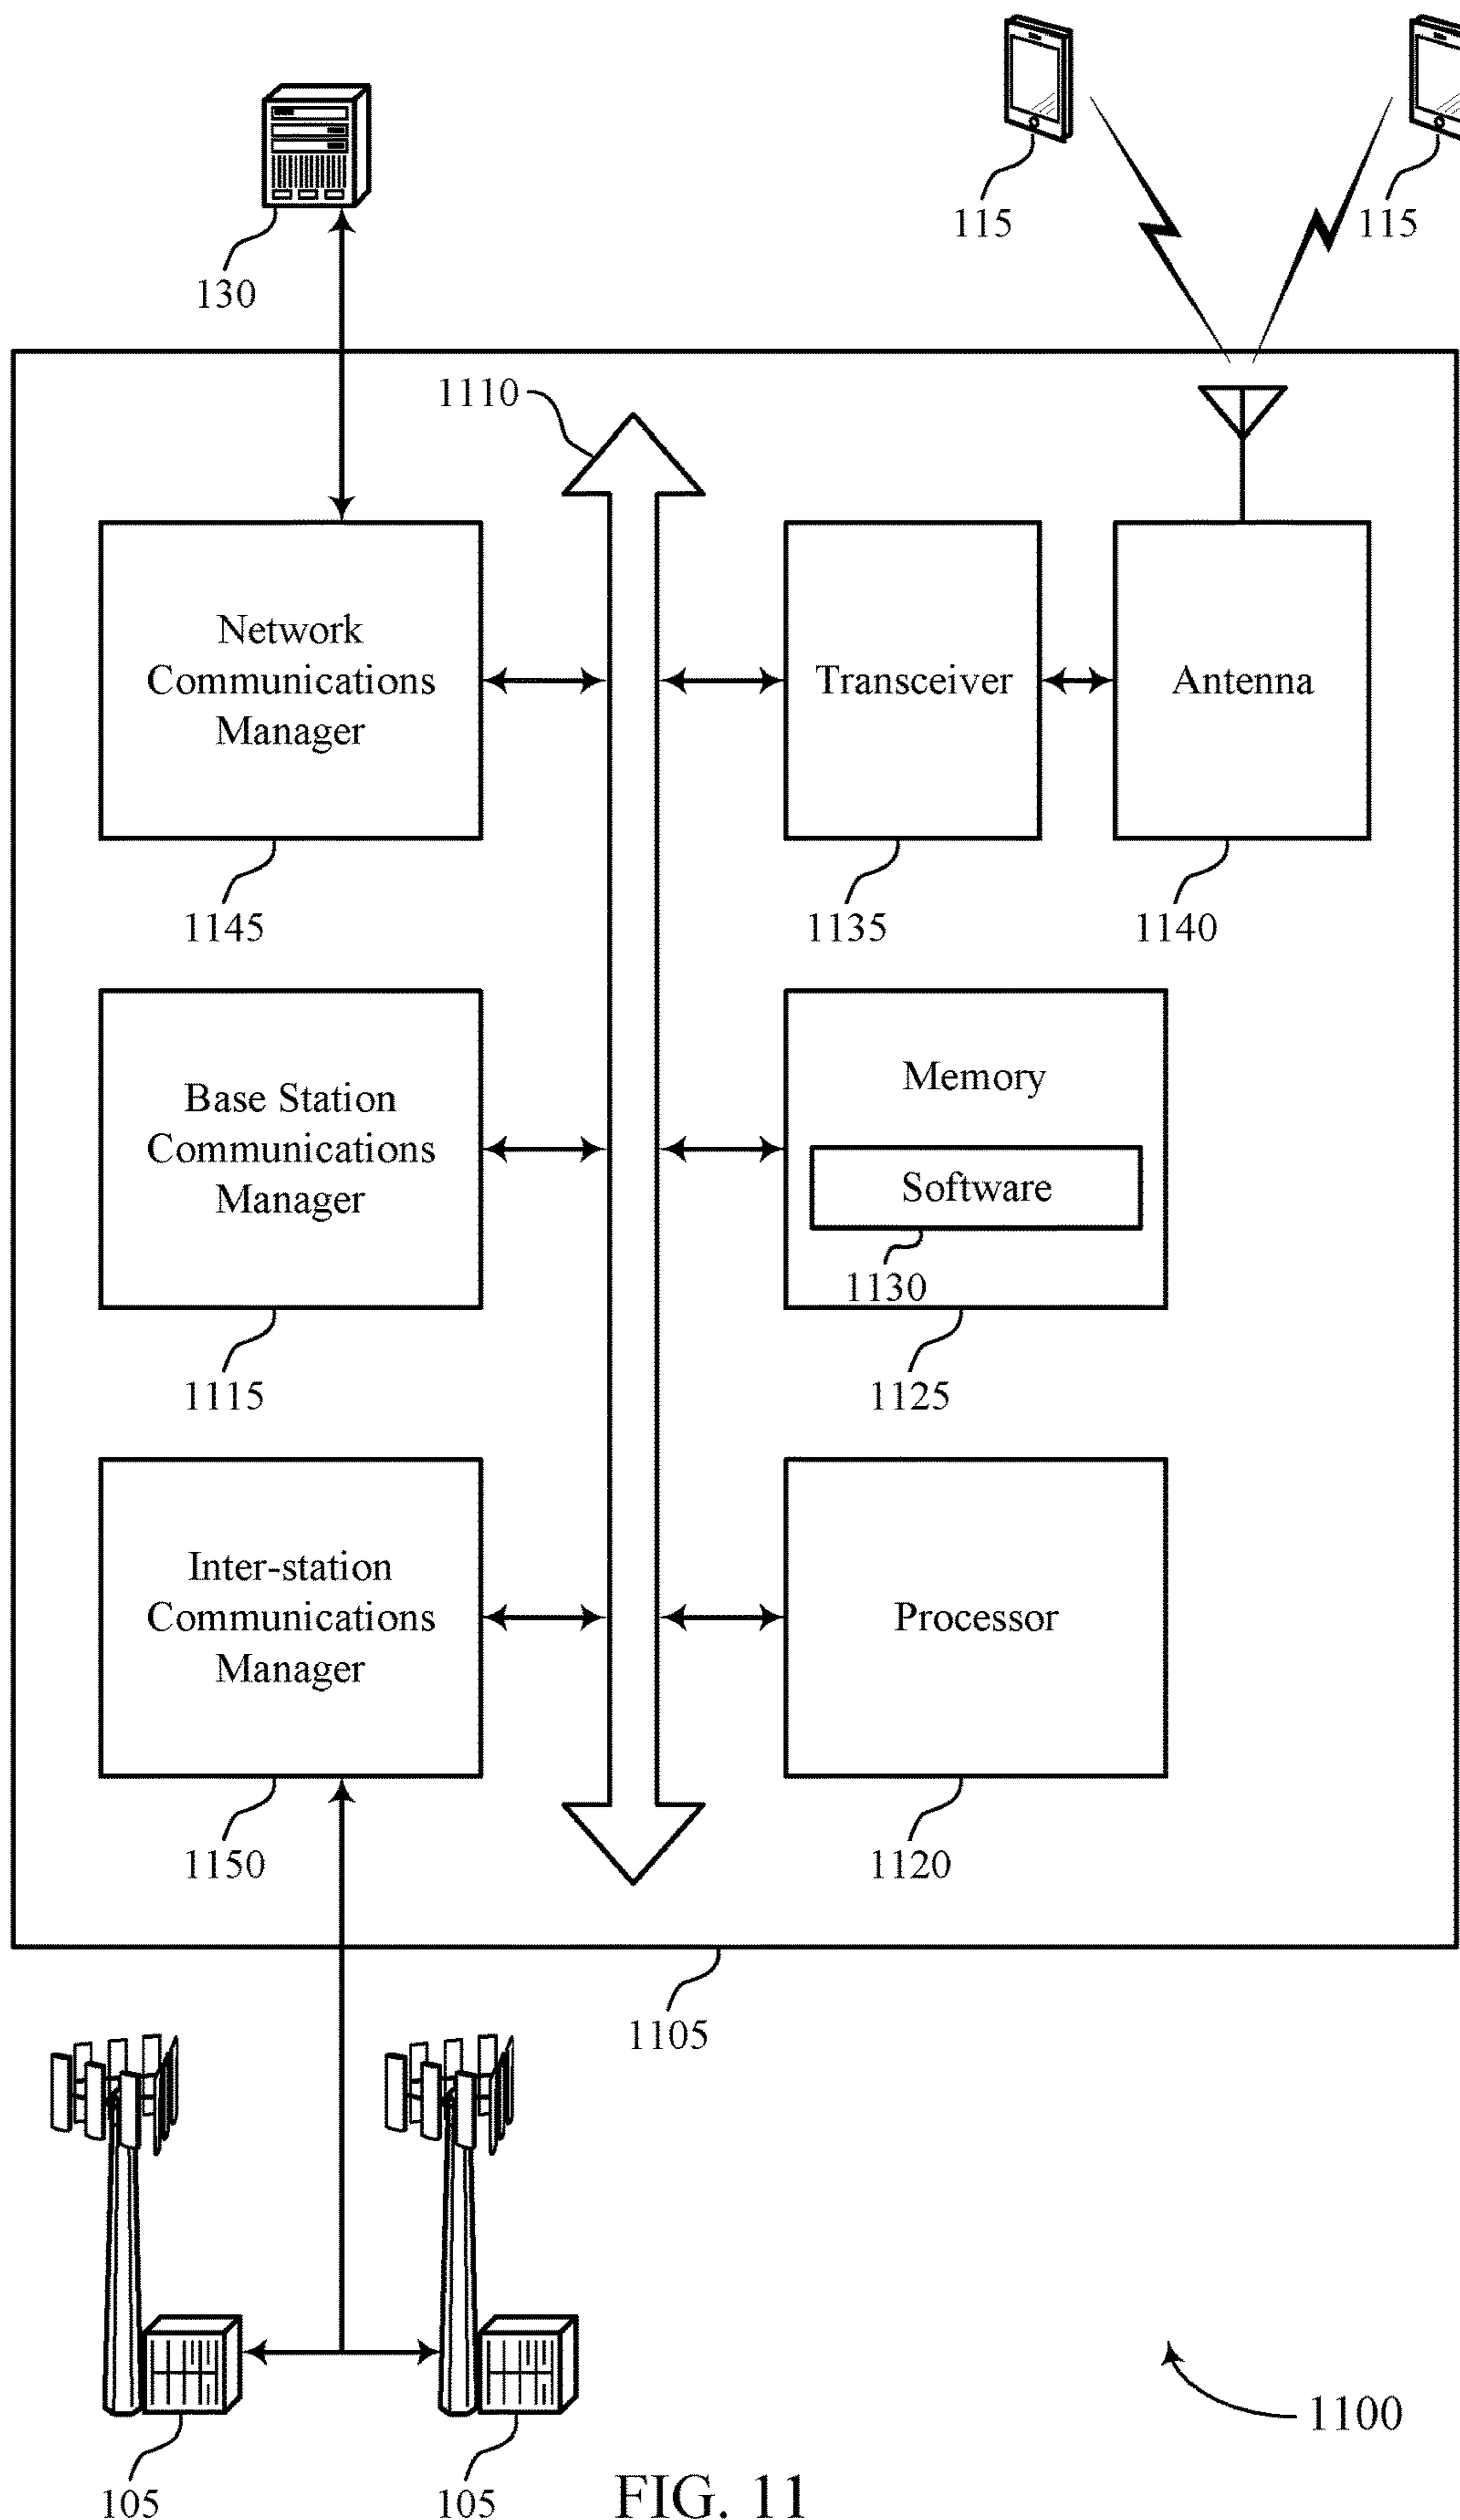 115
115
130
1110
Network
Communications
Manager
Transceiver
Antenna
1145
1135
1140
Base Station
Communications
Manager
Memory
Software
1130
1115
1125
Inter-station
Communications
Manager
Processor
1150
1120
1105
1100
105
105
FIG. 11